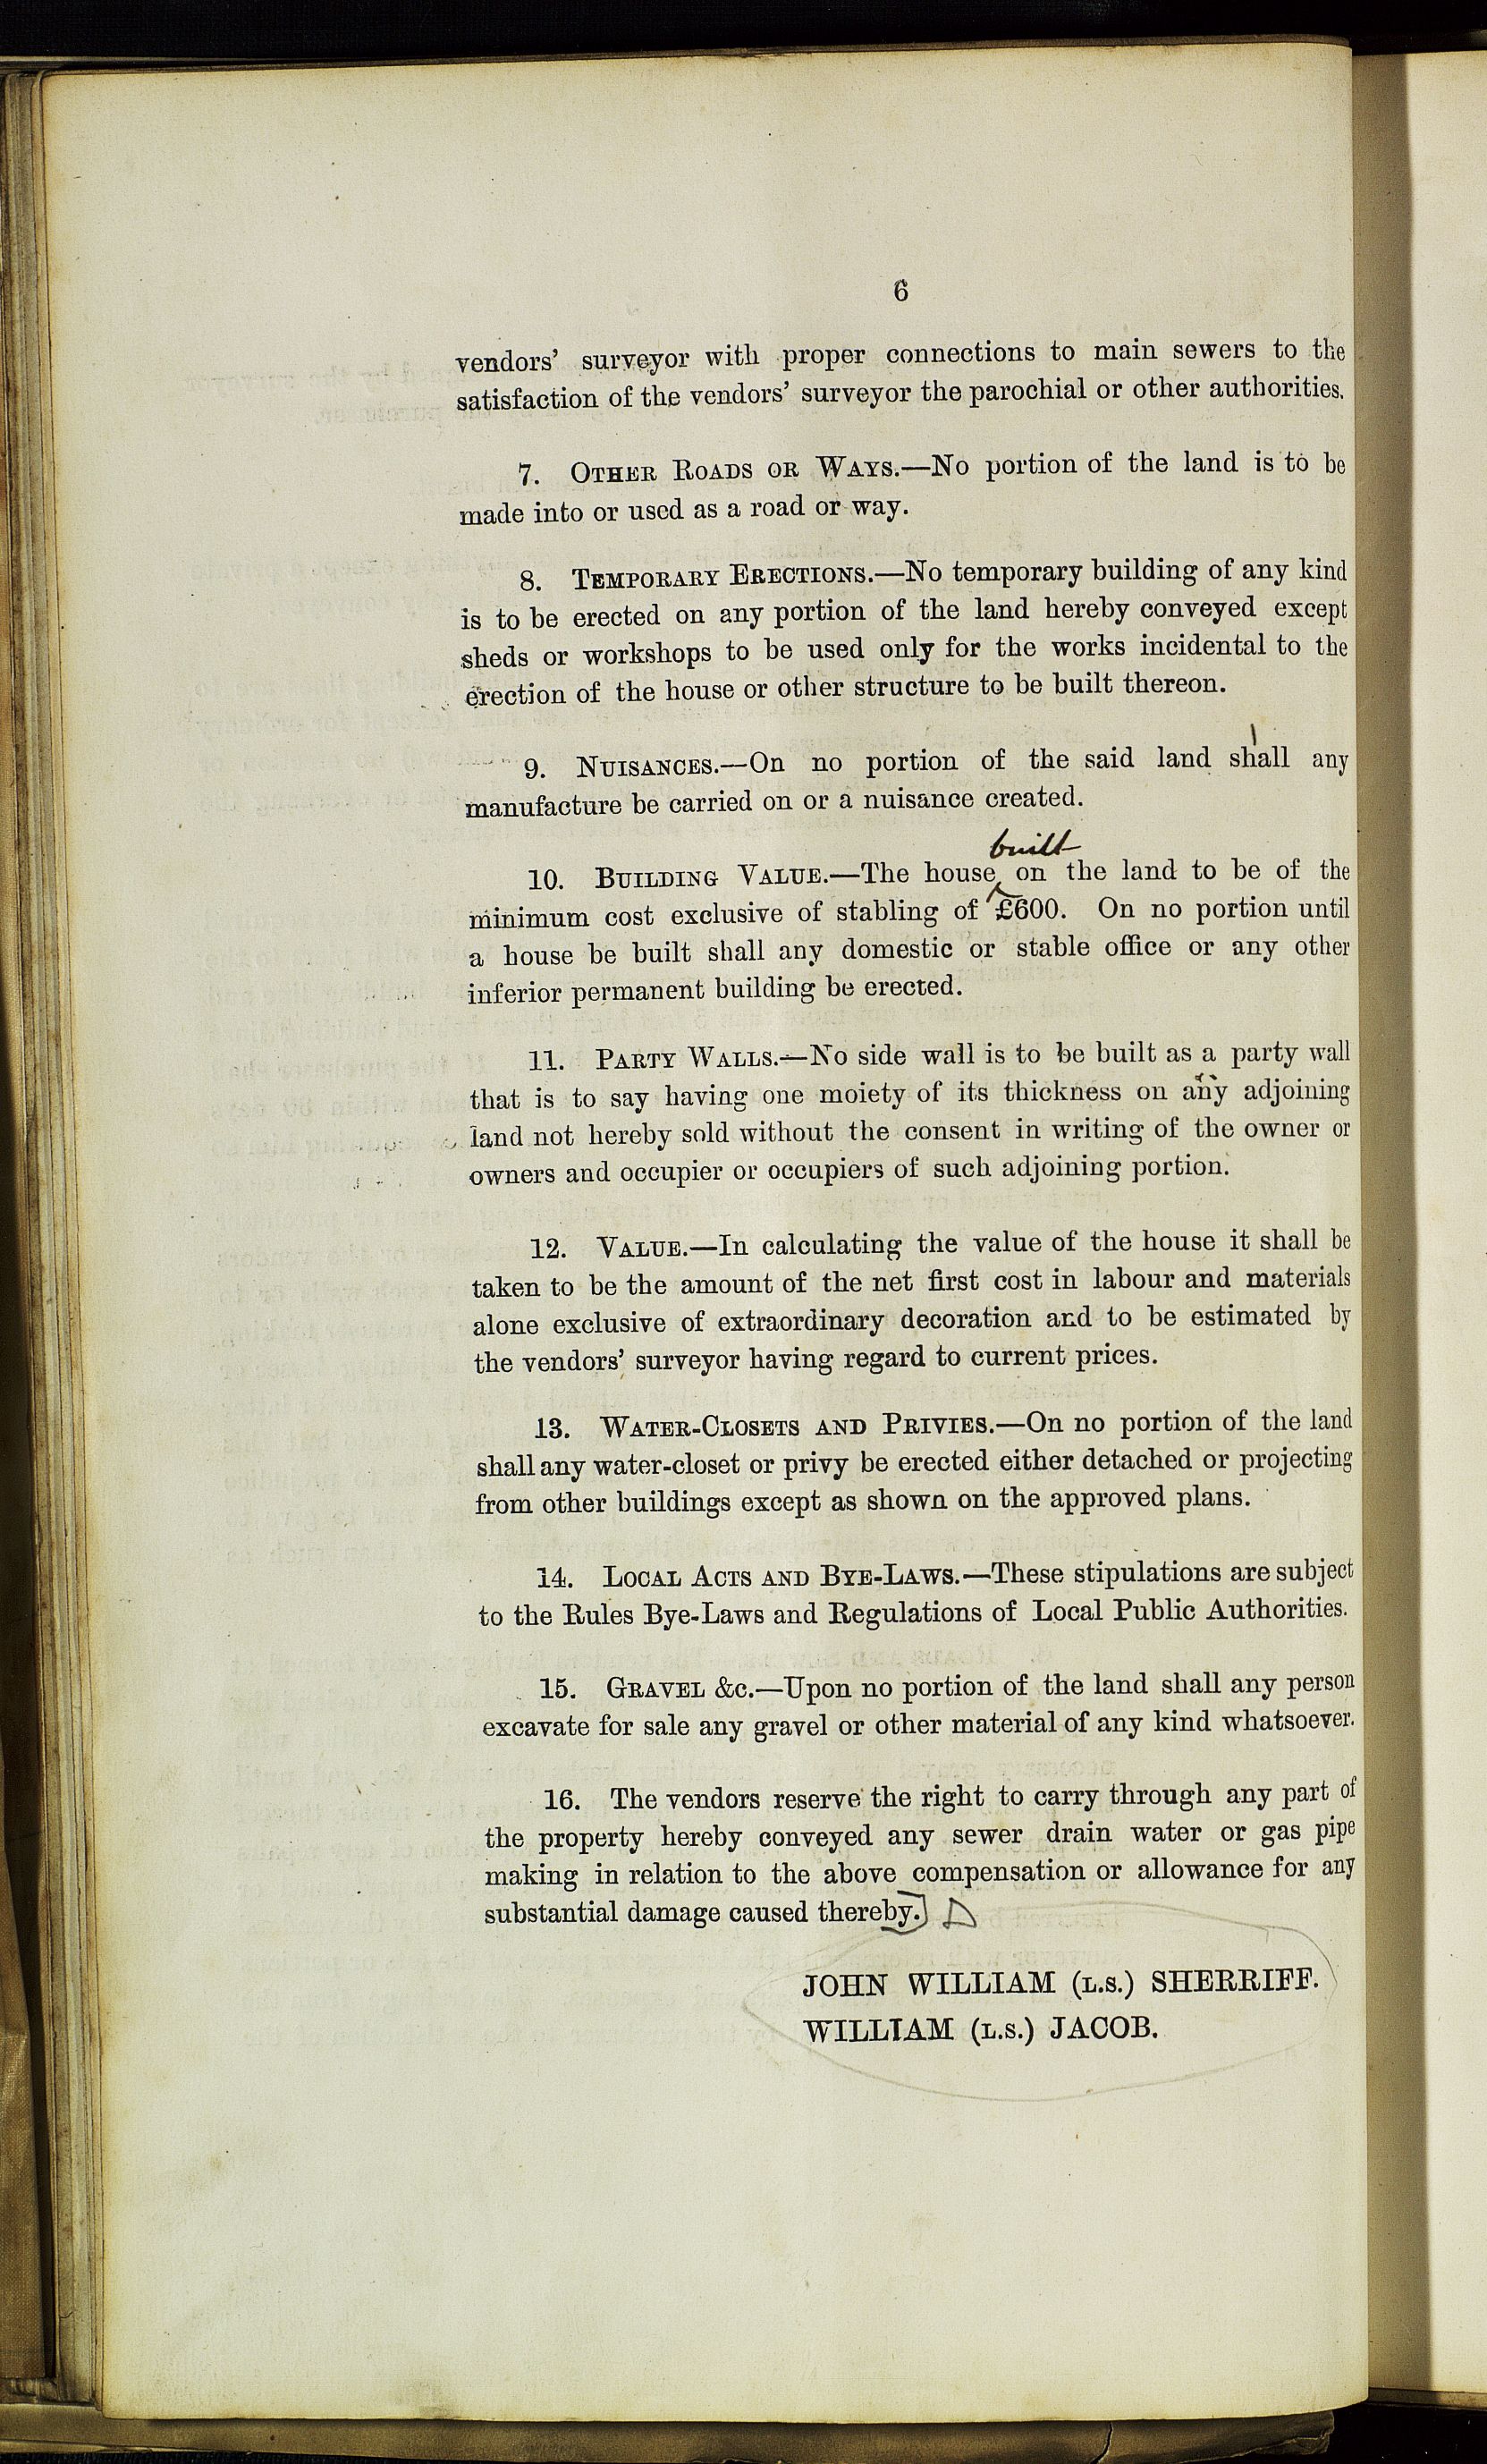 6
vendors' surveyor with proper connections to main sewers to the
satisfaction of the vendors' surveyor the parochial or other authorities.
7. OTHER ROADS OR WAYS.—No portion of the land is to be
made into or used as a road or way.
8. TEMPORARY ERECTIONS.—No temporary building of any kind
is to be erected on any portion of the land hereby conveyed except
sheds or workshops to be used only for the works incidental to the
erection of the house or other structure to be built thereon.
9. NUISANCES.—On no portion of the said land shall any
manufacture be carried on or a nuisance created.
built
10. BUILDING VALUE.—The house on the land to be of the
minimum cost exclusive of stabling of £600. On no portion until
a house be built shall any domestic or stable office or any other
inferior permanent building be erected.
11. PARTY WALLS.—No side wall is to be built as a party wall
that is to say having one moiety of its thickness on any adjoining
land not hereby sold without the consent in writing of the owner or
owners and occupier or occupiers of such adjoining portion.
12. VALUE.—In calculating the value of the house it shall be
taken to be the amount of the net first cost in labour and materials
alone exclusive of extraordinary decoration and to be estimated by
the vendors' surveyor having regard to current prices.
13. WATER-CLOSETS AND PRIVIES.—On no portion of the land
shall any water-closet or privy be erected either detached or projecting
from other buildings except as shown on the approved plans.
14. LOCAL ACTS AND BYE-LAWS.—These stipulations are subject
to the Rules Bye-Laws and Regulations of Local Public Authorities.
15. GRAVEL &C.—Upon no portion of the land shall any person
excavate for sale any gravel or other material of any kind whatsoever.
16. The vendors reserve the right to carry through any part of
the property hereby conveyed any sewer drain water or gas pipe
making in relation to the above compensation or allowance for any
substantial damage caused thereby.]
JOHN WILLIAM (L.S.) SHERRIFF.
WILLIAM (L.S.) JACOB.